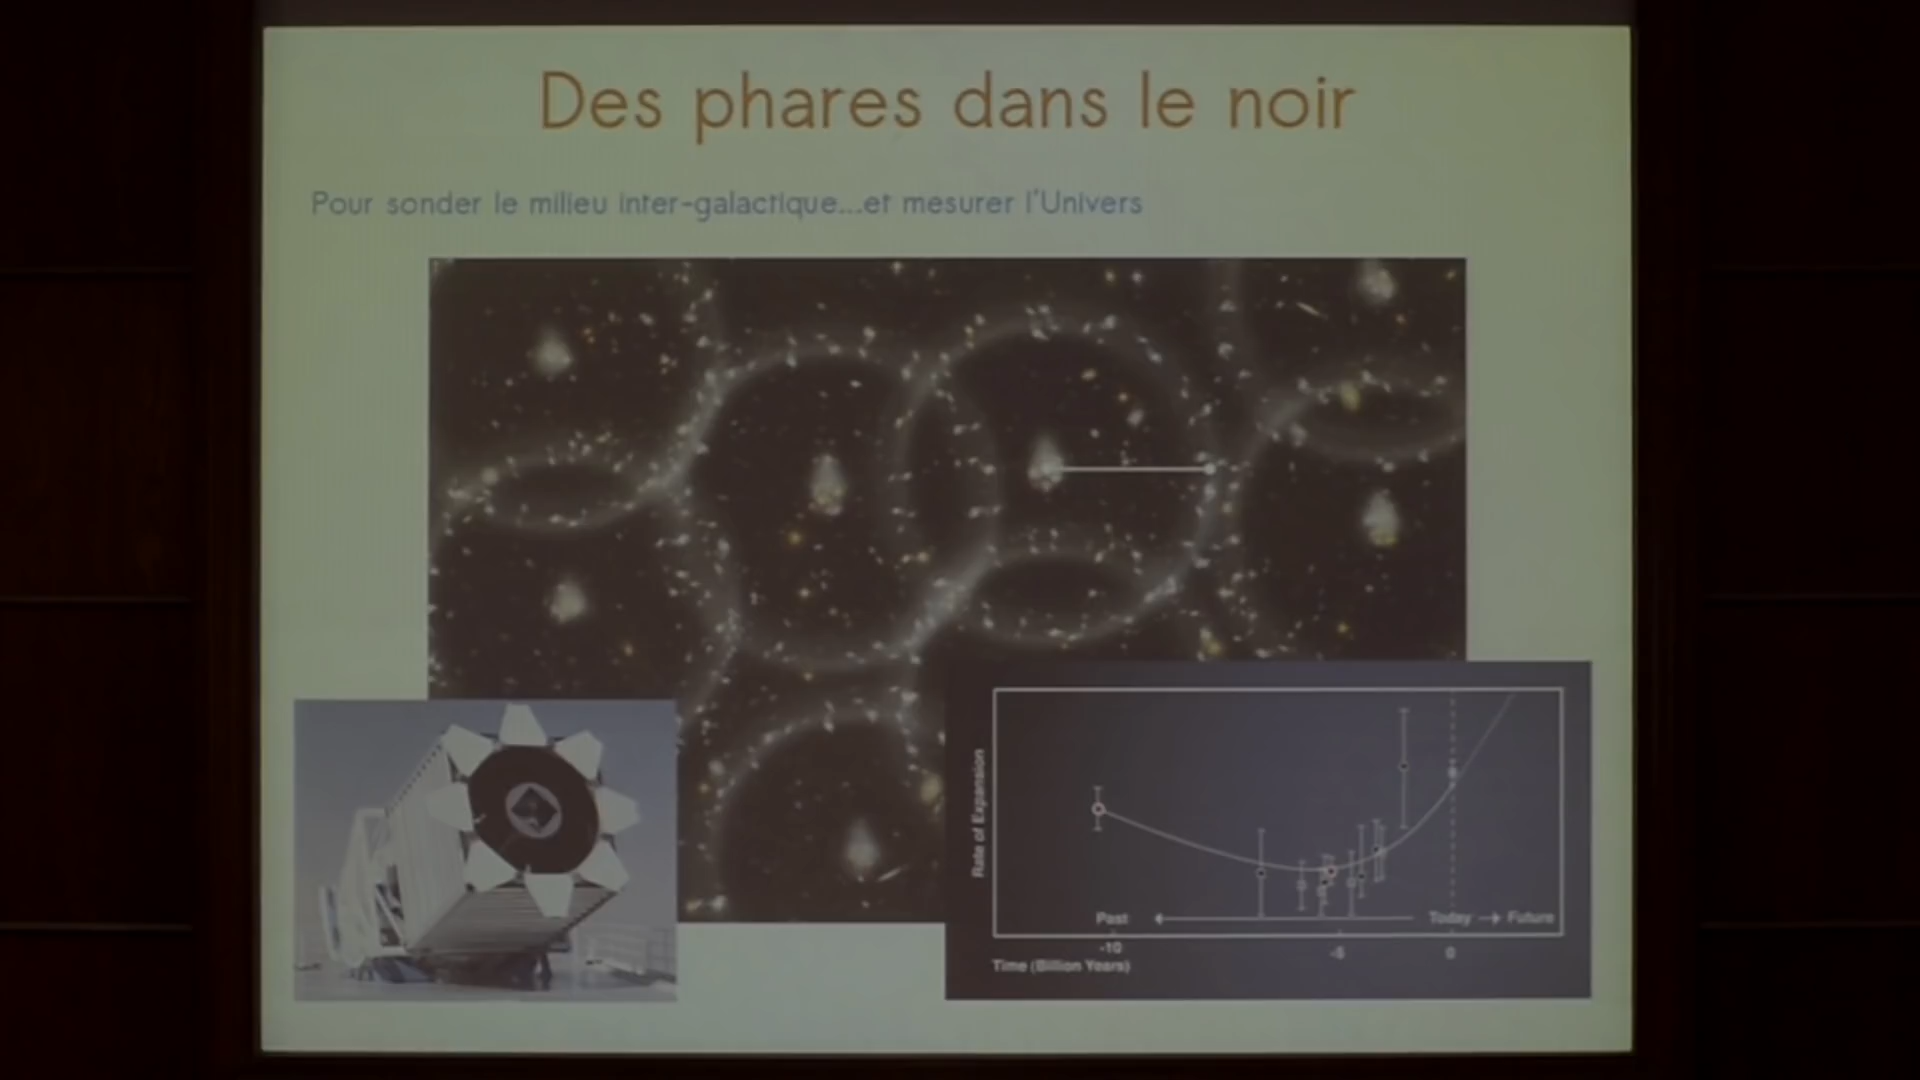 Des phares dans le noir
Pour sonder le milieu inter-galactique...et mesurer l'Univers
Rate of Expansion
Past
Today
Future
-10
-5
0
Time (Billion Years)